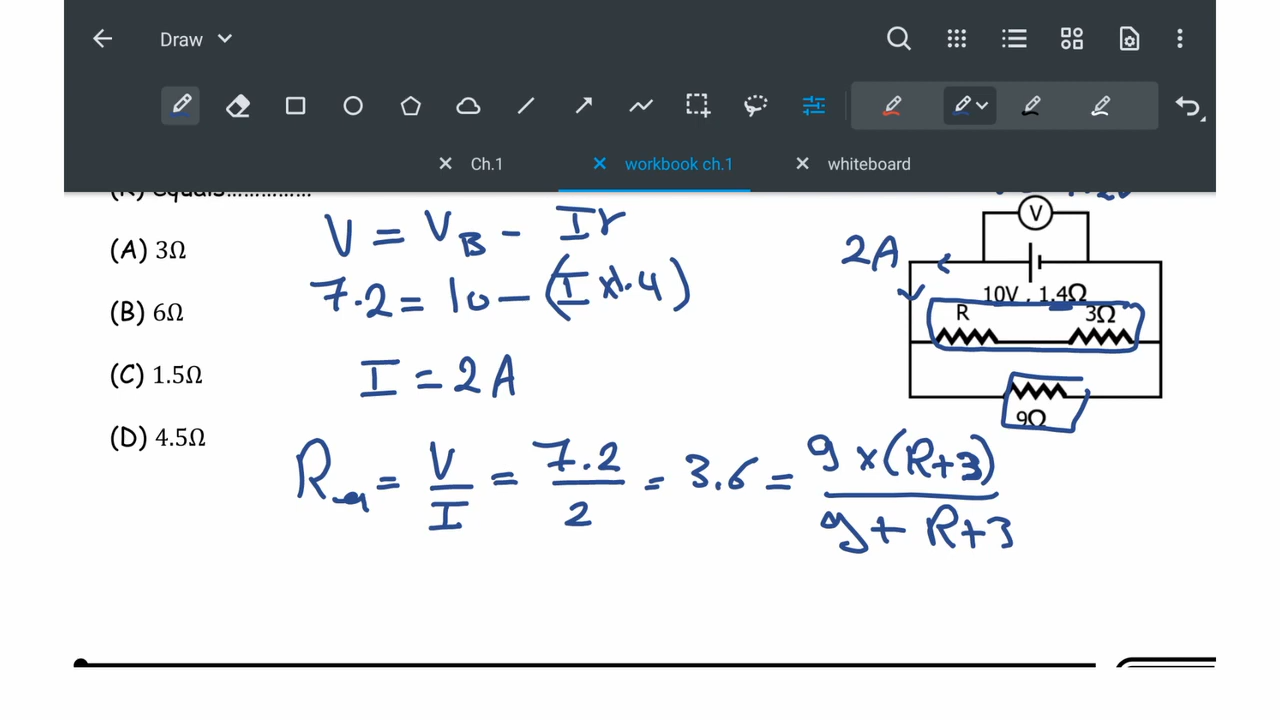 Draw
Ch.1
workbook ch.1
whiteboard
equals...............
(A) 3Ω
(B) 6Ω
(C) 1.5Ω
(D) 4.5Ω
V = V_B - Ir
7.2 = 10 - (I x 1.4)
I = 2A
R_eq = V/I = 7.2/2 = 3.6 = 9 x (R+3) / 9 + R+3
V
2A
10V , 1.4Ω
R 3Ω
9Ω